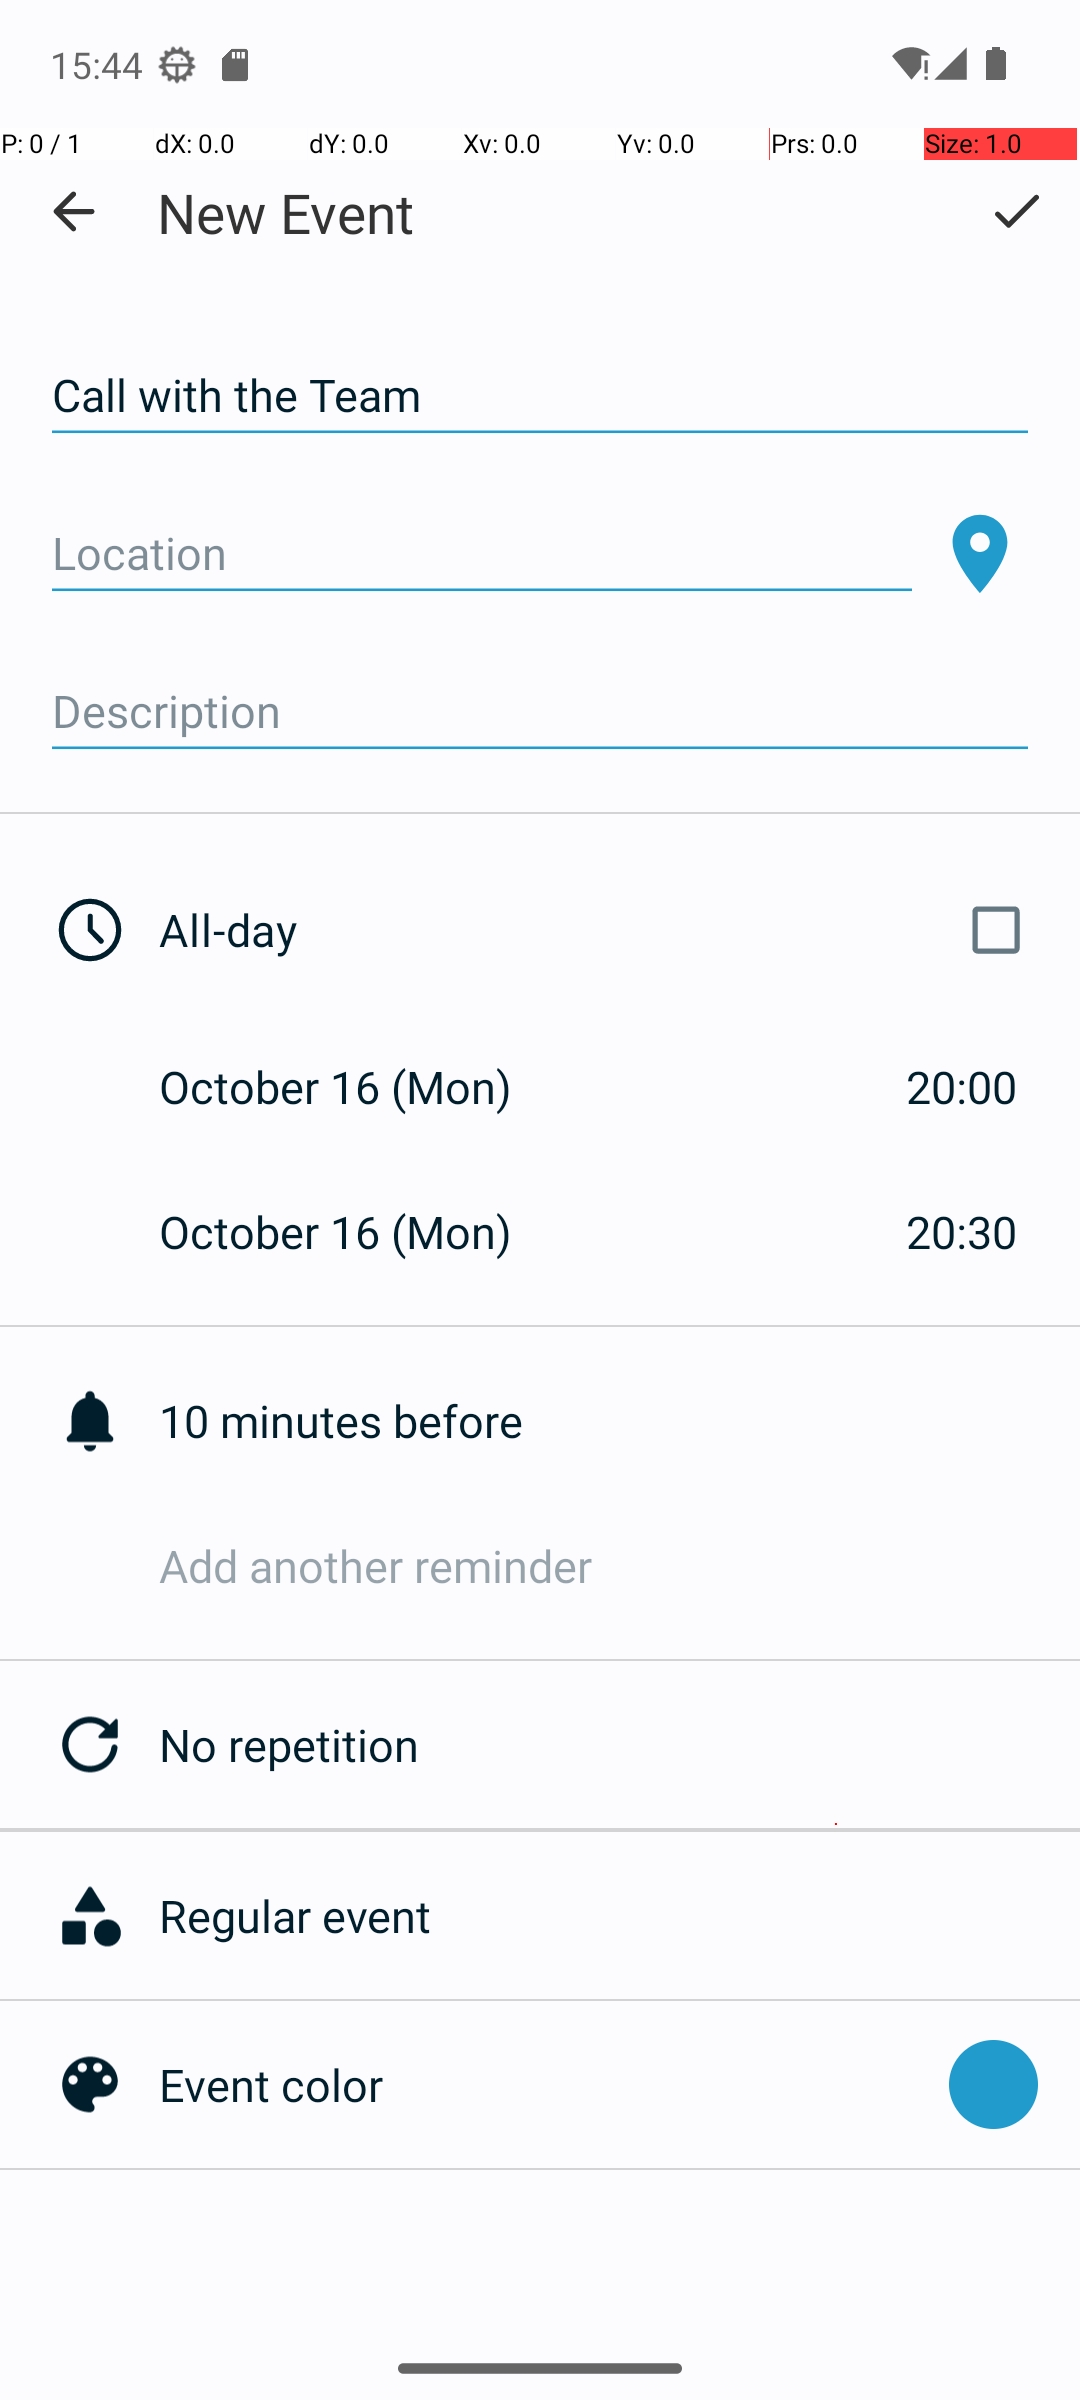 15:44
P: 0 / 1 dX: 0.0 dY: 0.0 Xv: 0.0 Yv: 0.0 Prs: 0.0 Size: 1.0
New Event
Call with the Team
Location
Description
All-day
October 16 (Mon) 20:00
October 16 (Mon) 20:30
10 minutes before
Add another reminder
No repetition
Regular event
Event color